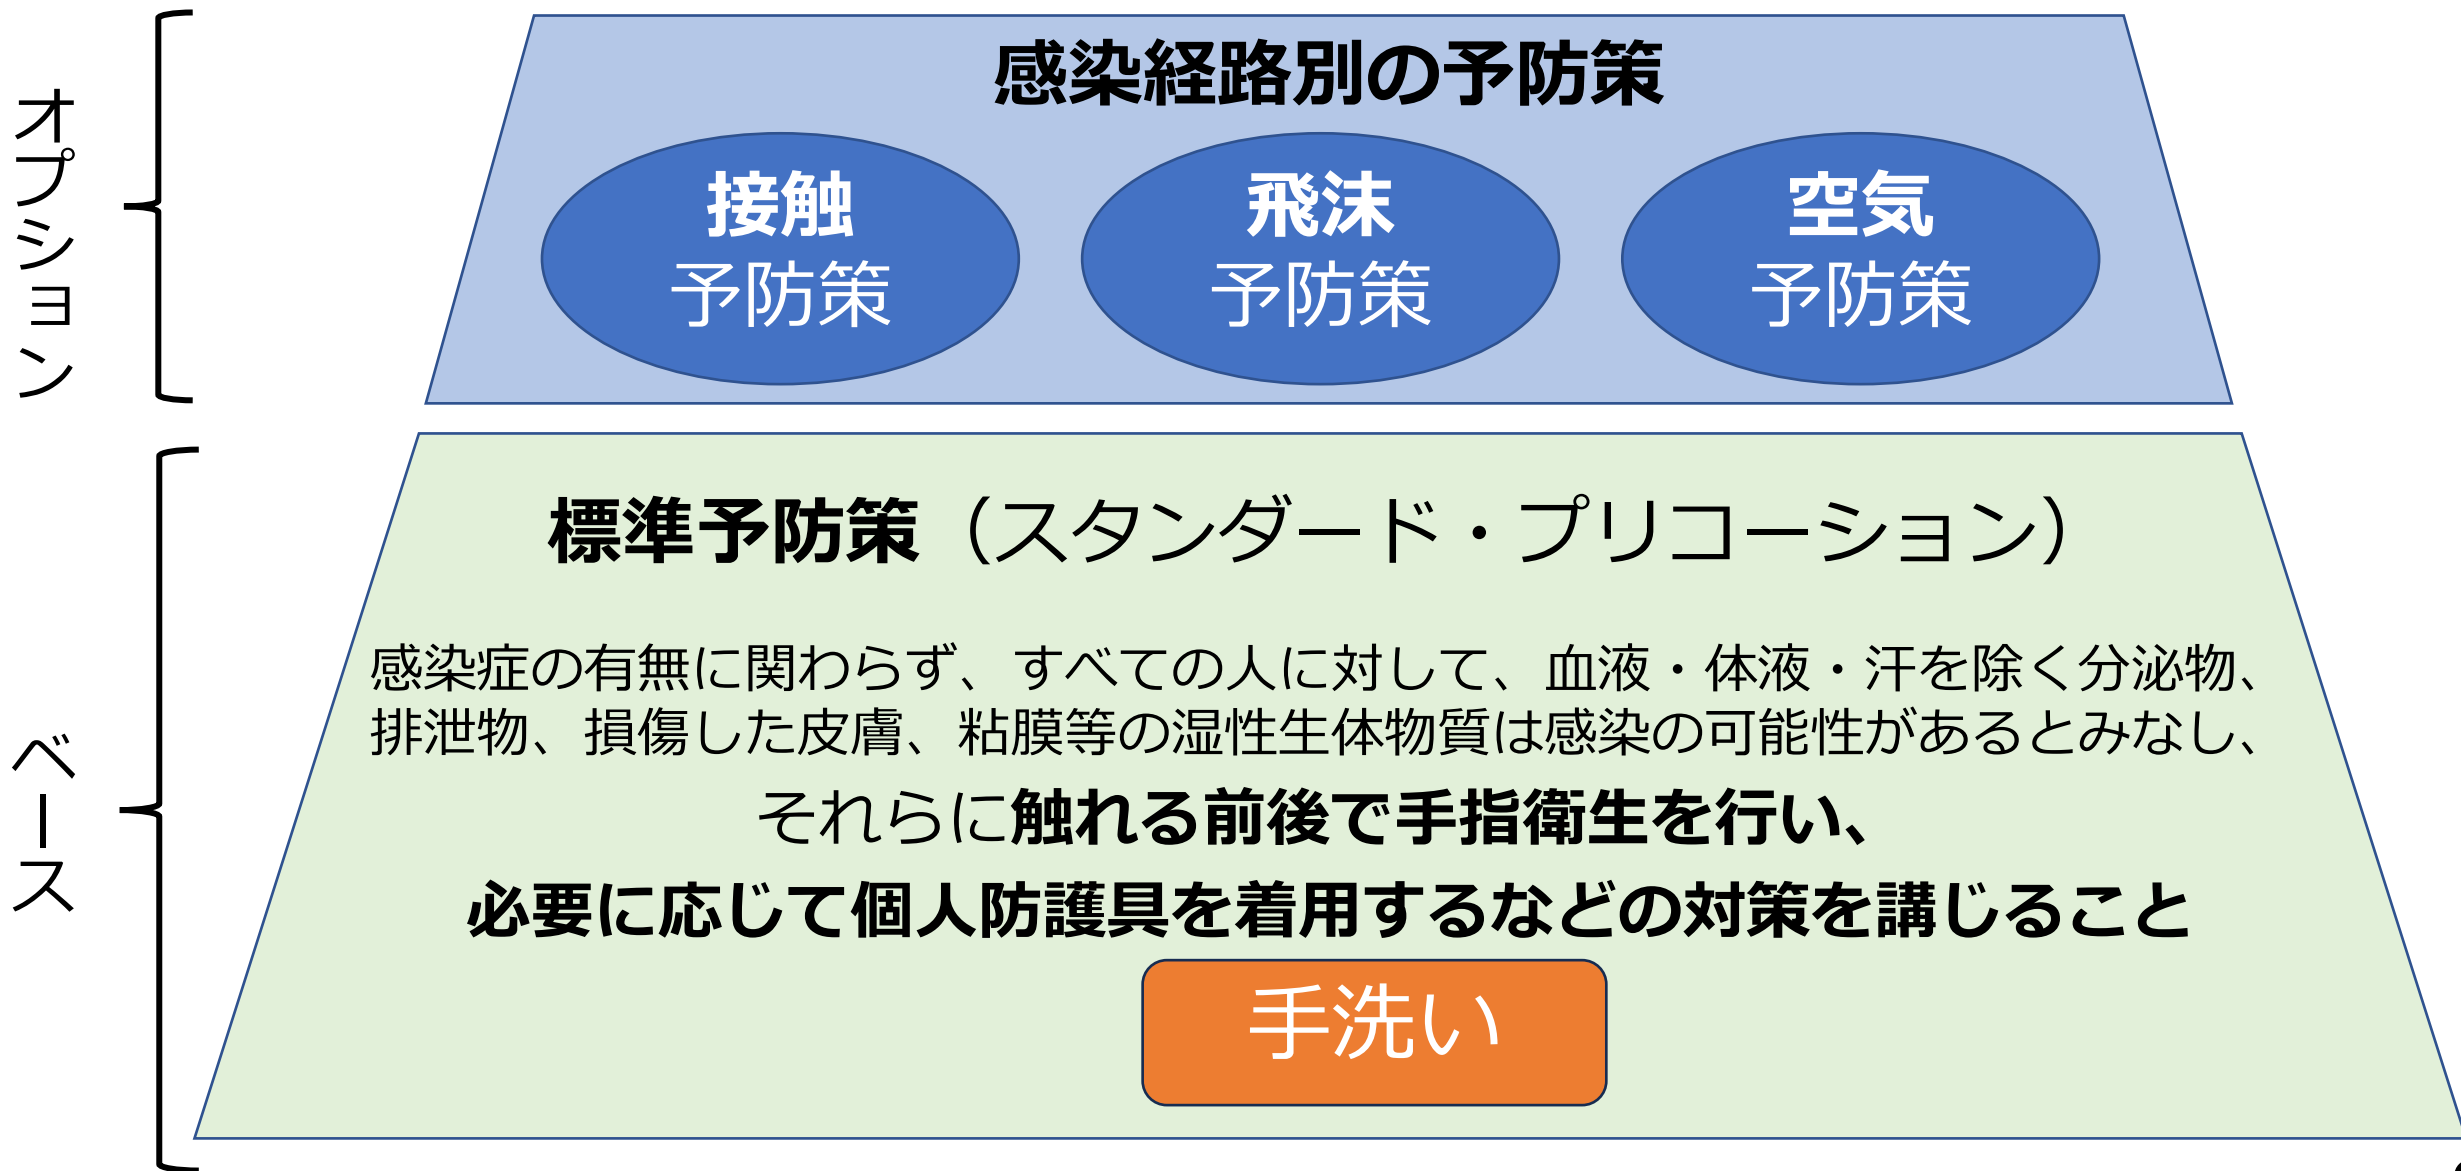 オプション
感染経路別の予防策
接触
予防策
飛沫
予防策
空気
予防策
ベース
標準予防策（スタンダード・プリコーション）
感染症の有無に関わらず、すべての人に対して、血液・体液・汗を除く分泌物、
排泄物、損傷した皮膚、粘膜等の湿性生体物質は感染の可能性があるとみなし、
それらに触れる前後で手指衛生を行い、
必要に応じて個人防護具を着用するなどの対策を講じること
手洗い